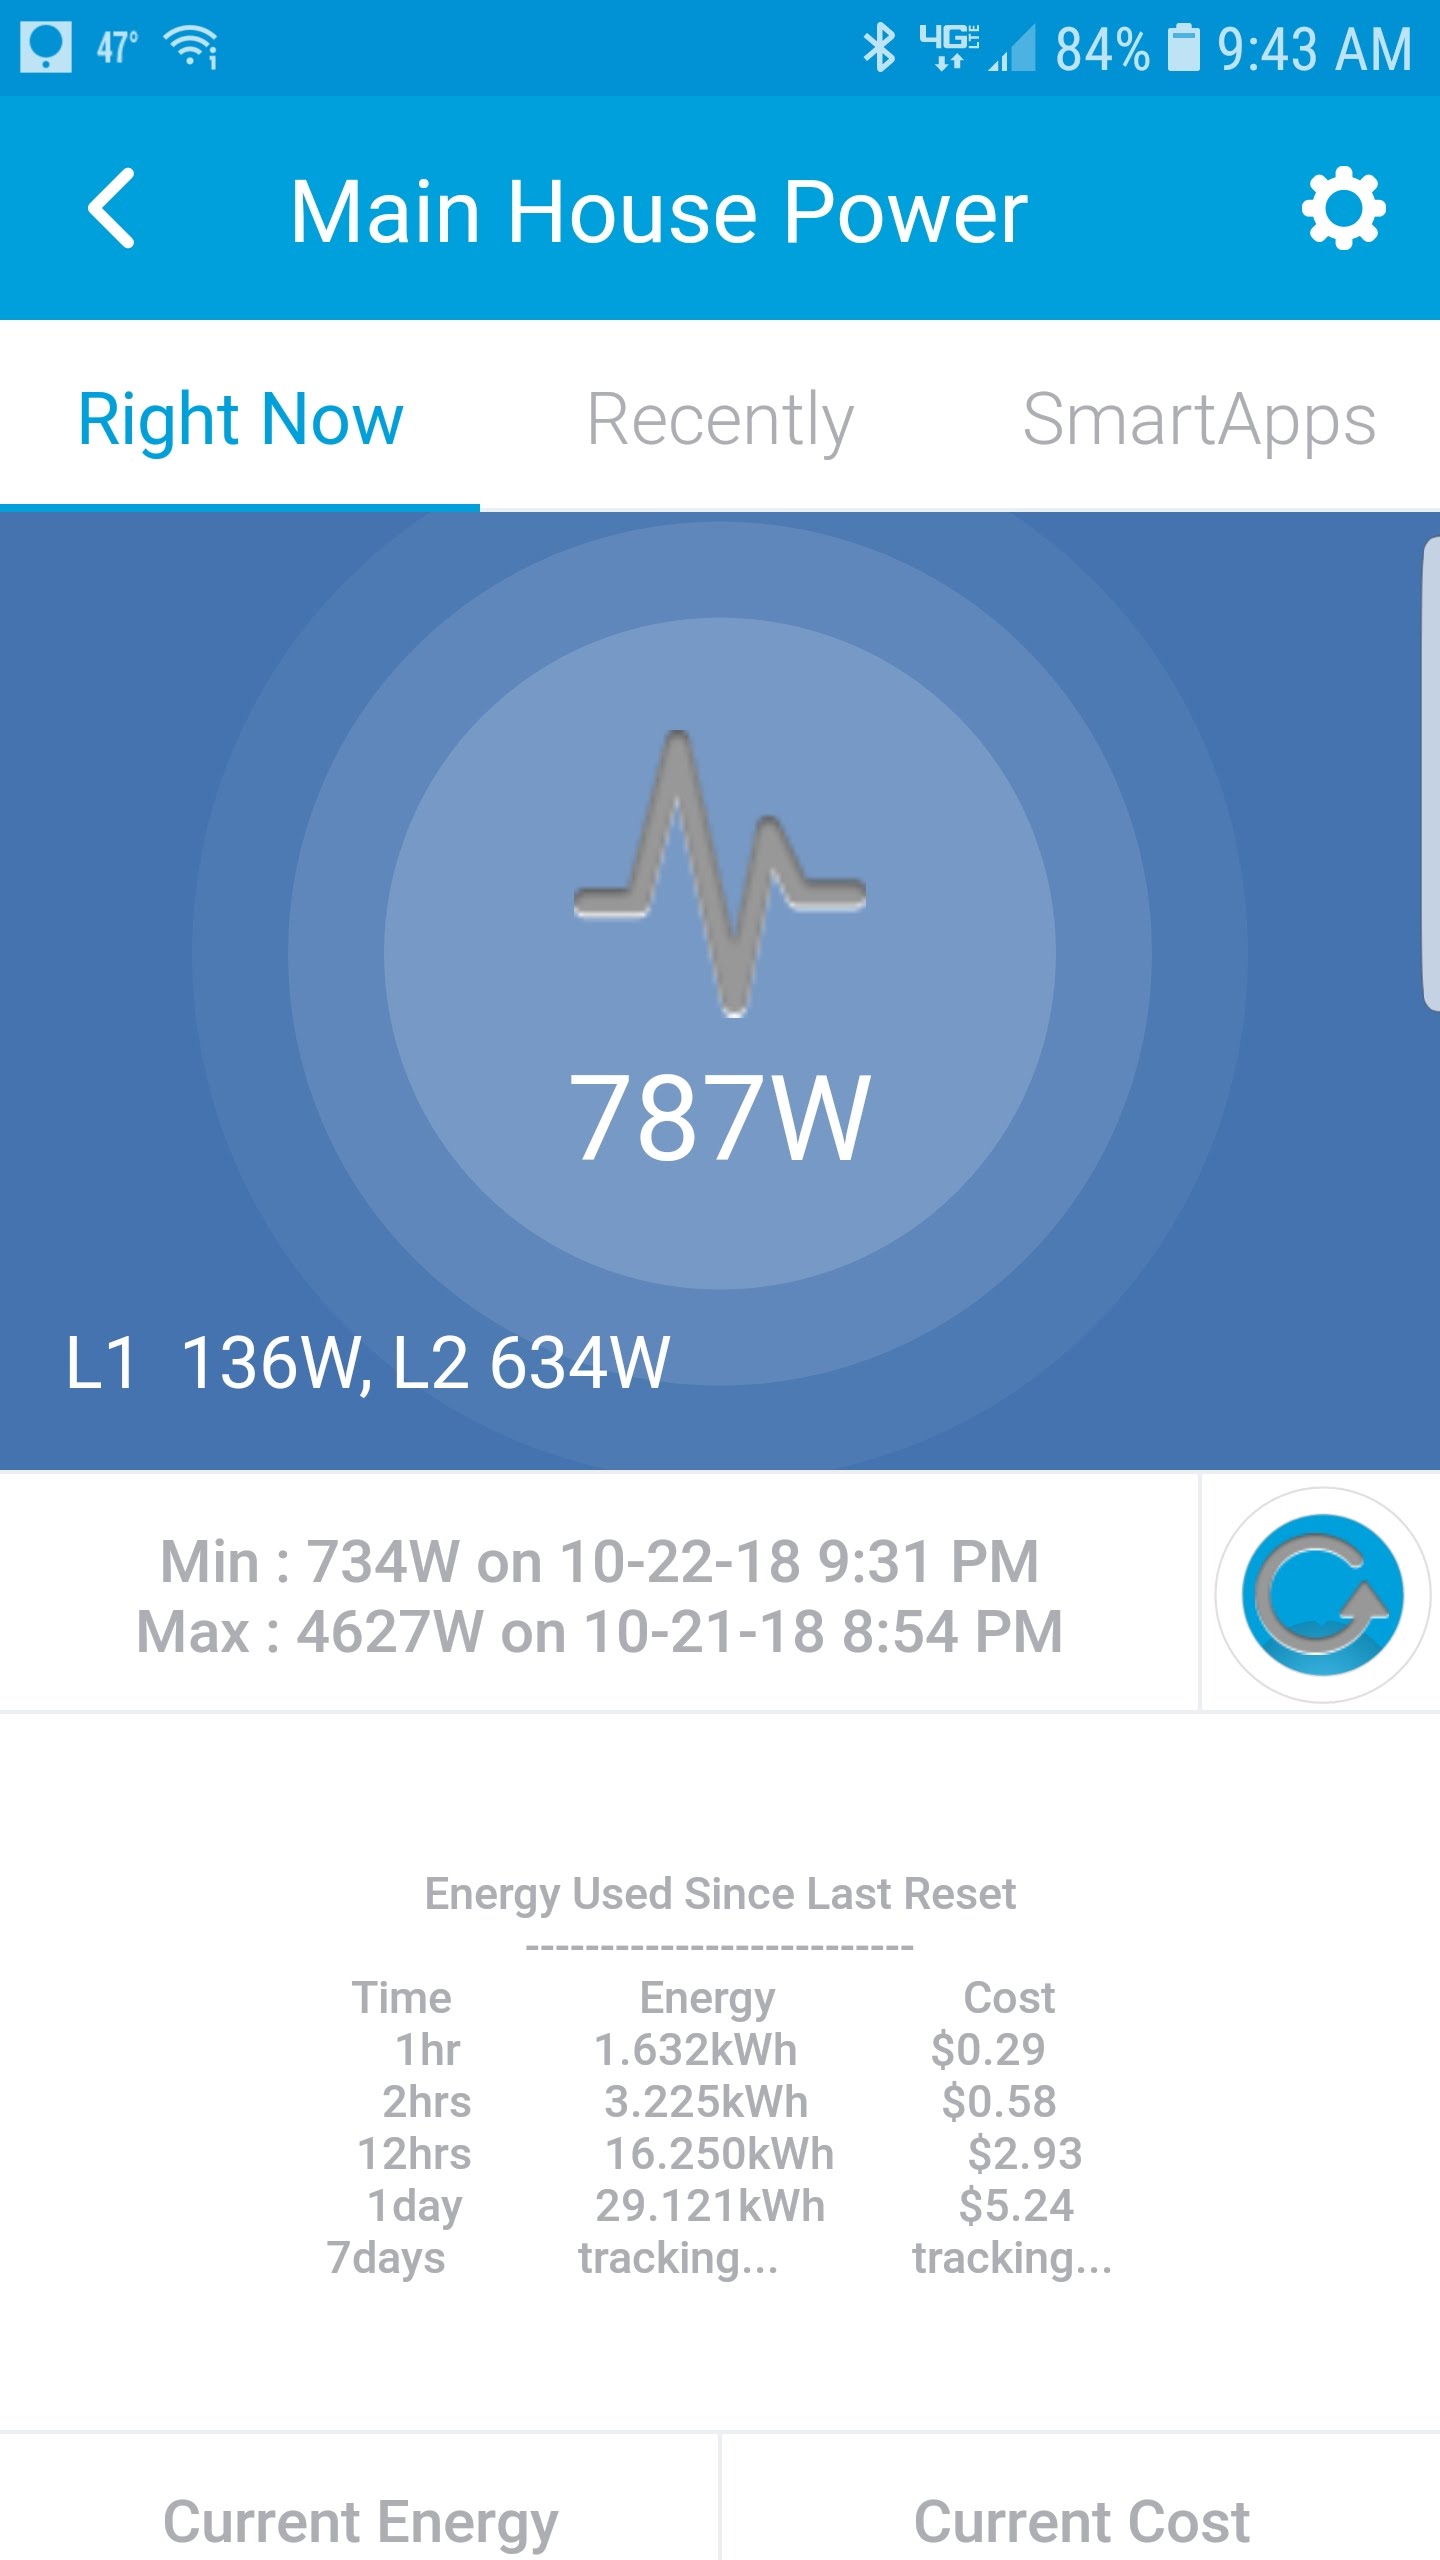 47° 4G LTE 84% 9:43 AM
Main House Power
Right Now Recently SmartApps
787W
L1 136W, L2 634W
Min : 734W on 10-22-18 9:31 PM
Max : 4627W on 10-21-18 8:54 PM
Energy Used Since Last Reset
--------------------------
Time Energy Cost
1hr 1.632kWh $0.29
2hrs 3.225kWh $0.58
12hrs 16.250kWh $2.93
1day 29.121kWh $5.24
7days tracking... tracking...
Current Energy Current Cost